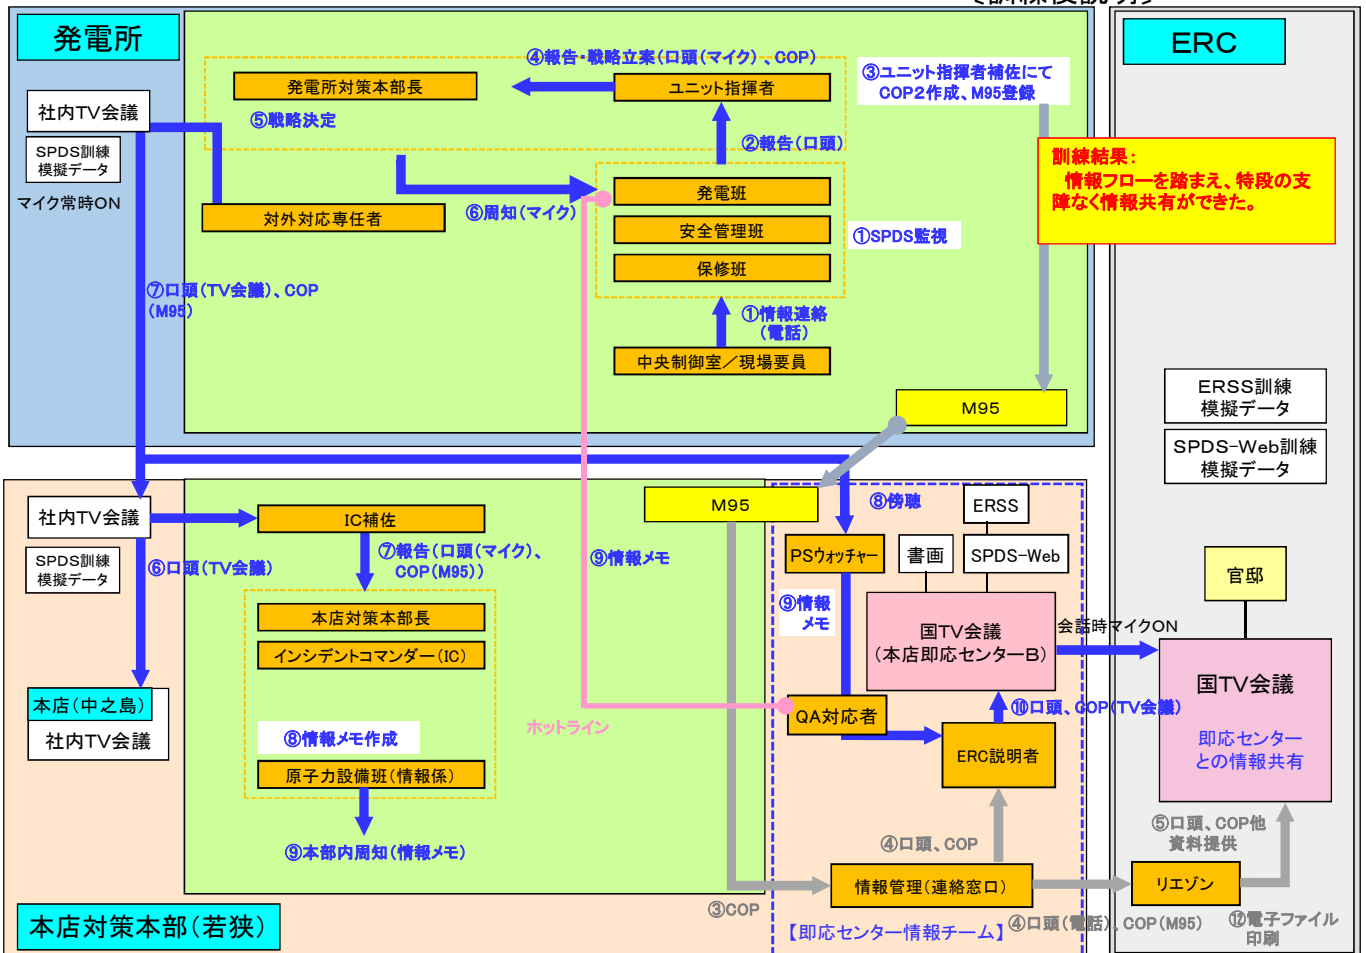 発電所
社内TV会議
SPDS訓練
模擬データ
マイク常時ON
発電所対策本部長
④報告・戦略立案(口頭(マイク)、COP)
ユニット指揮者
③ユニット指揮者補佐にて
COP2作成、M95登録
⑤戦略決定
②報告(口頭)
対外対応専任者
⑥周知(マイク)
発電班
安全管理班
保修班
①SPDS監視
①情報連絡
(電話)
中央制御室／現場要員
⑦口頭(TV会議)、COP
(M95)
M95
ERC
訓練結果:
情報フローを踏まえ、特段の支
障なく情報共有ができた。
ERSS訓練
模擬データ
SPDS-Web訓練
模擬データ
官邸
国TV会議
即応センター
との情報共有
社内TV会議
SPDS訓練
模擬データ
⑥口頭(TV会議)
本店(中之島)
社内TV会議
IC補佐
⑦報告(口頭(マイク)、
COP(M95))
本店対策本部長
インシデントコマンダー(IC)
⑧情報メモ作成
原子力設備班(情報係)
⑨本部内周知(情報メモ)
本店対策本部(若狭)
M95
⑨情報メモ
ホットライン
⑧傍聴
PSウォッチャー
書画
ERSS
SPDS-Web
⑨情報
メモ
国TV会議
(本店即応センターB)
会話時マイクON
QA対応者
⑩口頭、COP(TV会議)
ERC説明者
④口頭、COP
情報管理(連絡窓口)
③COP
【即応センター情報チーム】
④口頭(電話)、COP(M95)
リエゾン
⑤口頭、COP他
資料提供
⑫電子ファイル
印刷